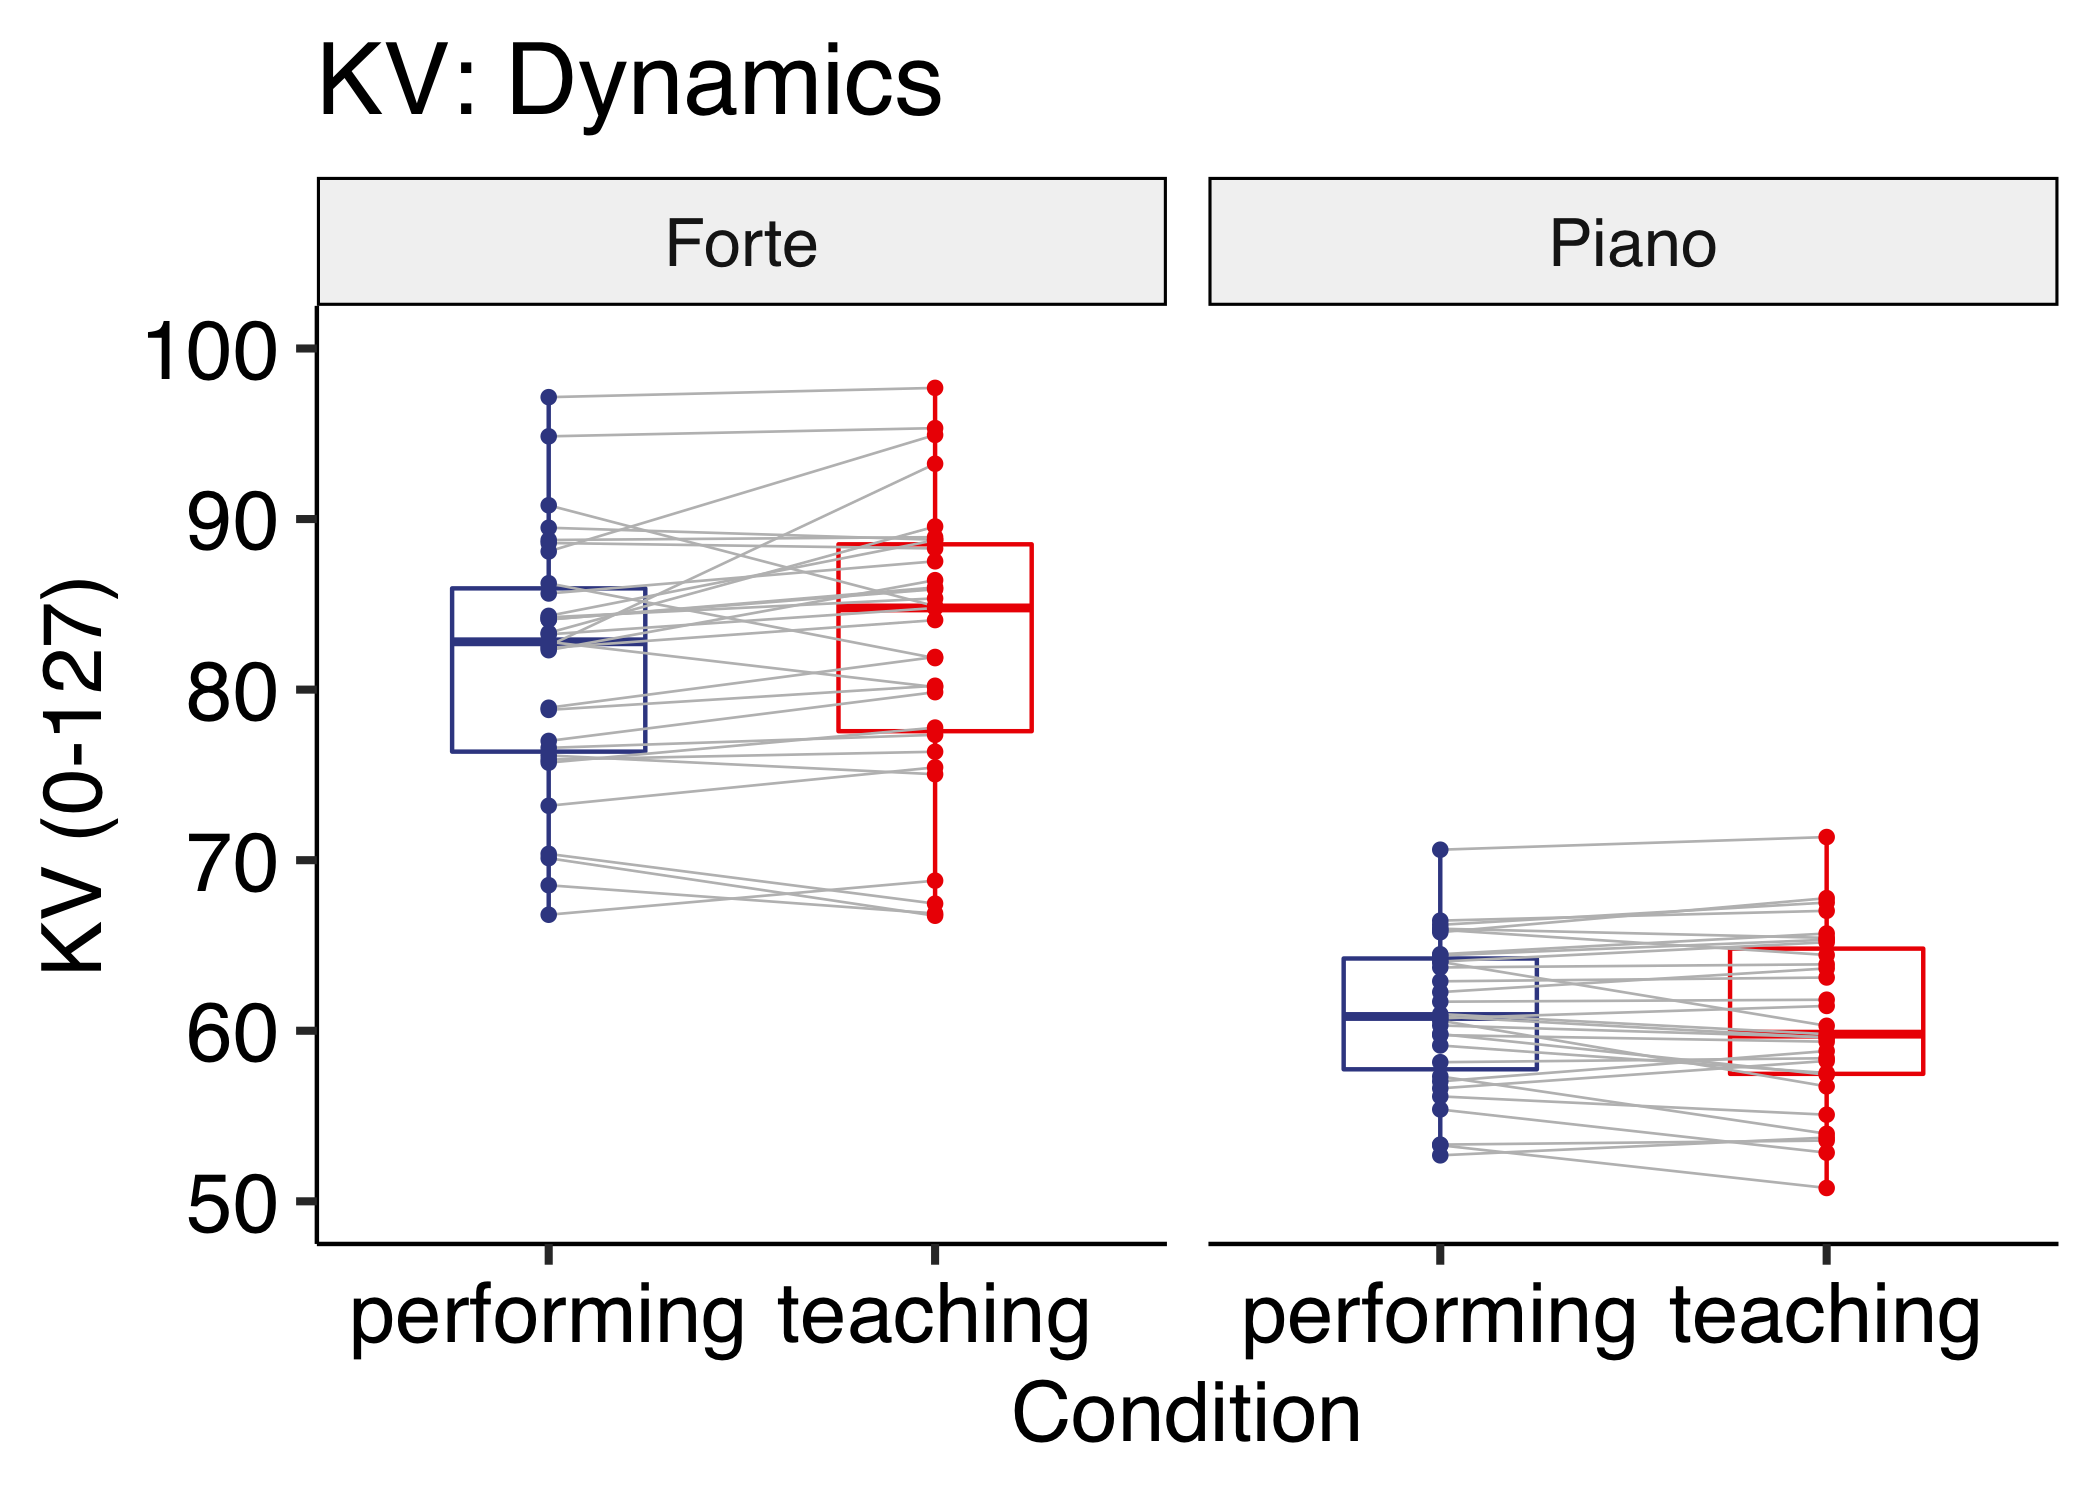 KV: Dynamics
Forte
Piano
KV (0-127)
100
90
80
70
60
50
performing teaching
performing teaching
Condition